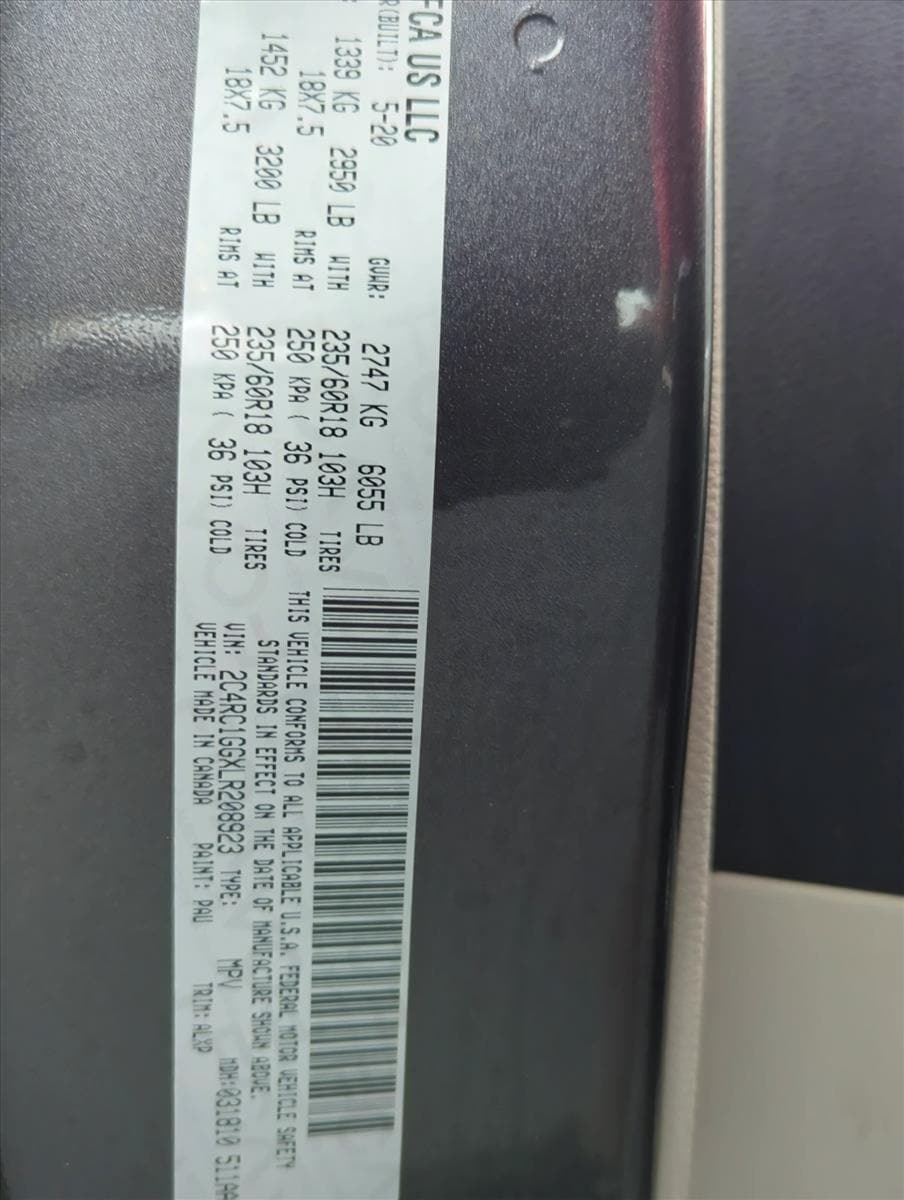 FCA US LLC
R(BUILT): 5-20 GVWR: 2747 KG 6055 LB
1339 KG 2950 LB WITH 235/60R18 103H TIRES
18X7.5 RIMS AT 250 KPA ( 36 PSI) COLD
1452 KG 3200 LB WITH 235/60R18 103H TIRES
18X7.5 RIMS AT 250 KPA ( 36 PSI) COLD
THIS VEHICLE CONFORMS TO ALL APPLICABLE U.S.A. FEDERAL MOTOR VEHICLE SAFETY
STANDARDS IN EFFECT ON THE DATE OF MANUFACTURE SHOWN ABOVE.
VIN: 2C4RC1GGXLR208923 TYPE: MPV MDH:031810 511AA
VEHICLE MADE IN CANADA PAINT: PAU TRIM: ALXP